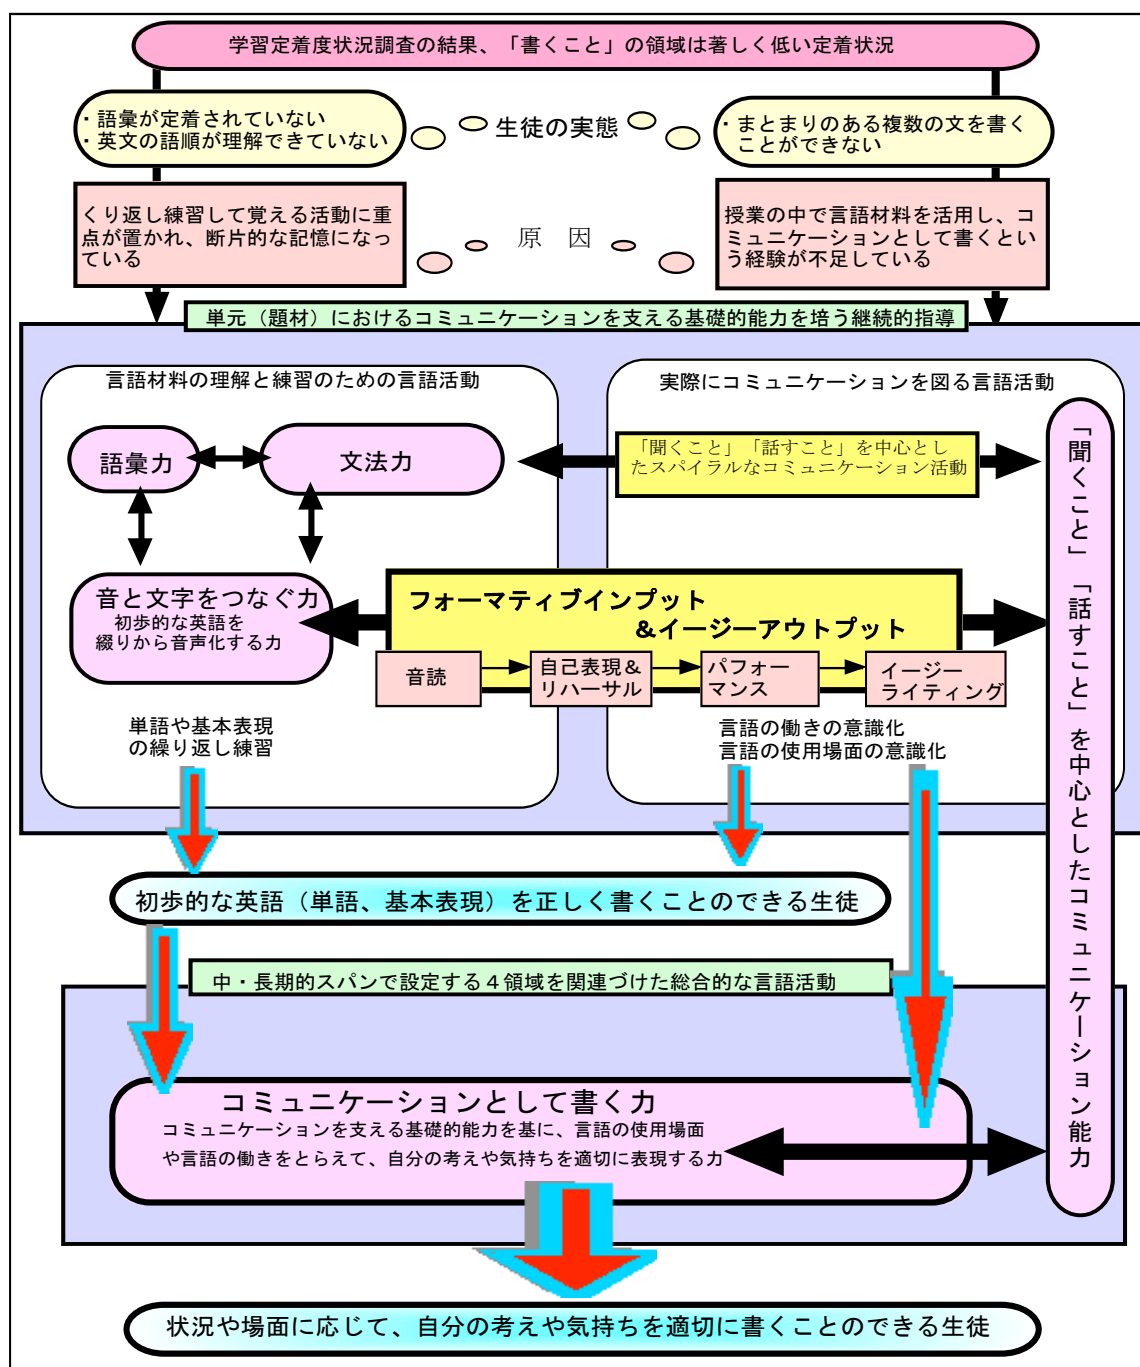 学習定着度状況調査の結果、「書くこと」の領域は著しく低い定着状況
・語彙が定着されていない
・英文の語順が理解できていない
生徒の実態
・まとまりのある複数の文を書く
ことができない
くり返し練習して覚える活動に重
点が置かれ、断片的な記憶になっ
ている
原　因
授業の中で言語材料を活用し、コ
ミュニケーションとして書くとい
う経験が不足している
単元（題材）におけるコミュニケーションを支える基礎的能力を培う継続的指導
言語材料の理解と練習のための言語活動
実際にコミュニケーションを図る言語活動
語彙力
文法力
「聞くこと」「話すこと」を中心とし
たスパイラルなコミュニケーション活動
音と文字をつなぐ力
初歩的な英語を
綴りから音声化する力
フォーマティブインプット
＆イージーアウトプット
音読
自己表現＆
リハーサル
パフォー
マンス
イージー
ライティング
単語や基本表現
の繰り返し練習
言語の働きの意識化
言語の使用場面の意識化
「聞くこと」「話すこと」を中心としたコミュニケーション能力
初歩的な英語（単語、基本表現）を正しく書くことのできる生徒
中・長期的スパンで設定する４領域を関連づけた総合的な言語活動
コミュニケーションとして書く力
コミュニケーションを支える基礎的能力を基に、言語の使用場面
や言語の働きをとらえて、自分の考えや気持ちを適切に表現する力
状況や場面に応じて、自分の考えや気持ちを適切に書くことのできる生徒